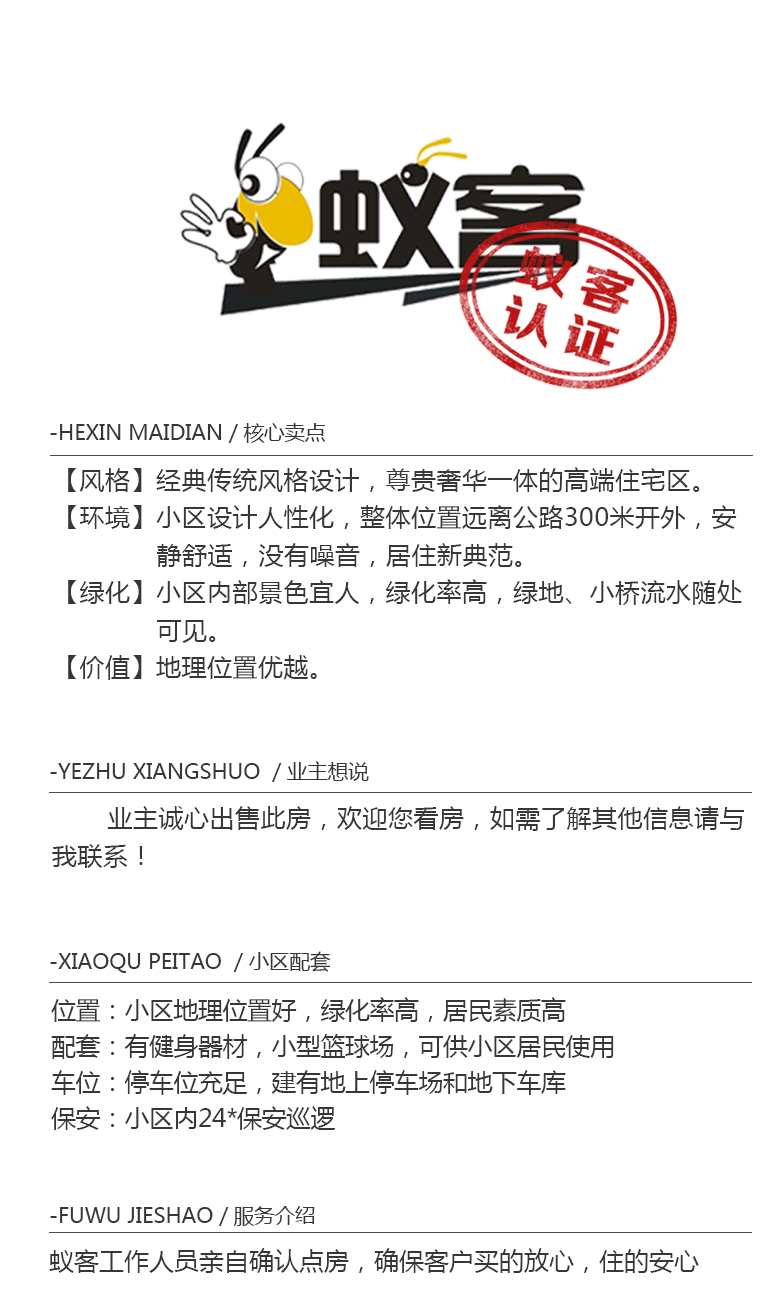 蚁客
蚁客
认证
-HEXIN MAIDIAN / 核心卖点
【风格】经典传统风格设计，尊贵奢华一体的高端住宅区。
【环境】小区设计人性化，整体位置远离公路300米开外，安
静舒适，没有噪音，居住新典范。
【绿化】小区内部景色宜人，绿化率高，绿地、小桥流水随处
可见。
【价值】地理位置优越。
-YEZHU XIANGSHUO / 业主想说
业主诚心出售此房，欢迎您看房，如需了解其他信息请与
我联系！
-XIAOQU PEITAO / 小区配套
位置：小区地理位置好，绿化率高，居民素质高
配套：有健身器材，小型篮球场，可供小区居民使用
车位：停车位充足，建有地上停车场和地下车库
保安：小区内24*保安巡逻
-FUWU JIESHAO / 服务介绍
蚁客工作人员亲自确认点房，确保客户买的放心，住的安心